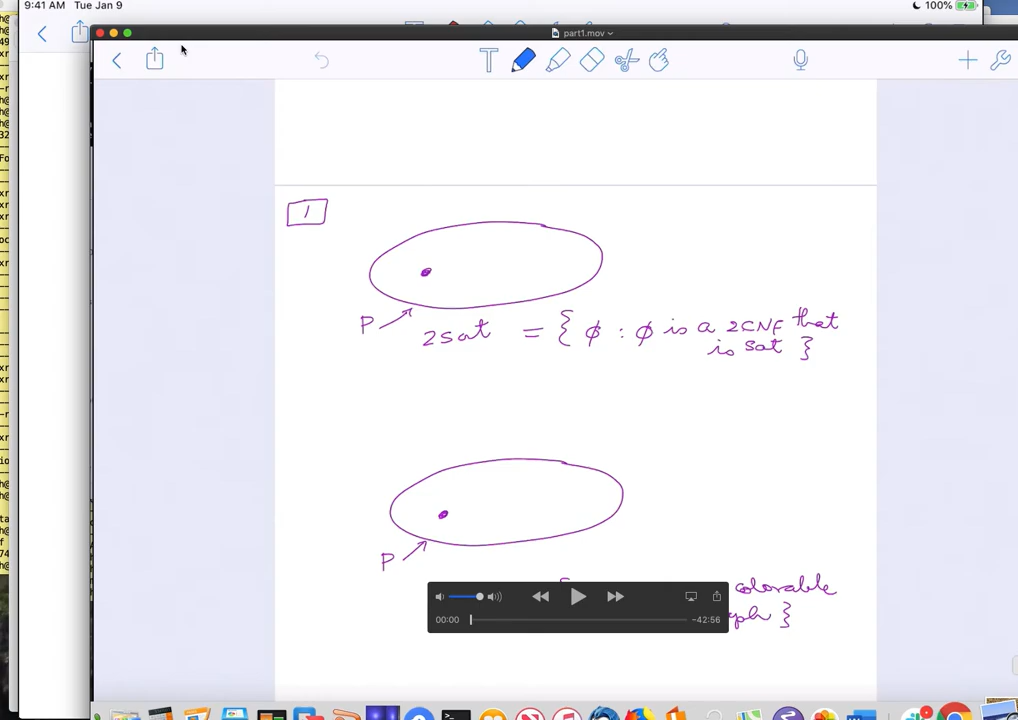 9:41 AM Tue Jan 9
100%
part1.mov
1
P
2sat = { ϕ : ϕ is a 2CNF that
is sat }
P
colorable
}
00:00
-42:56